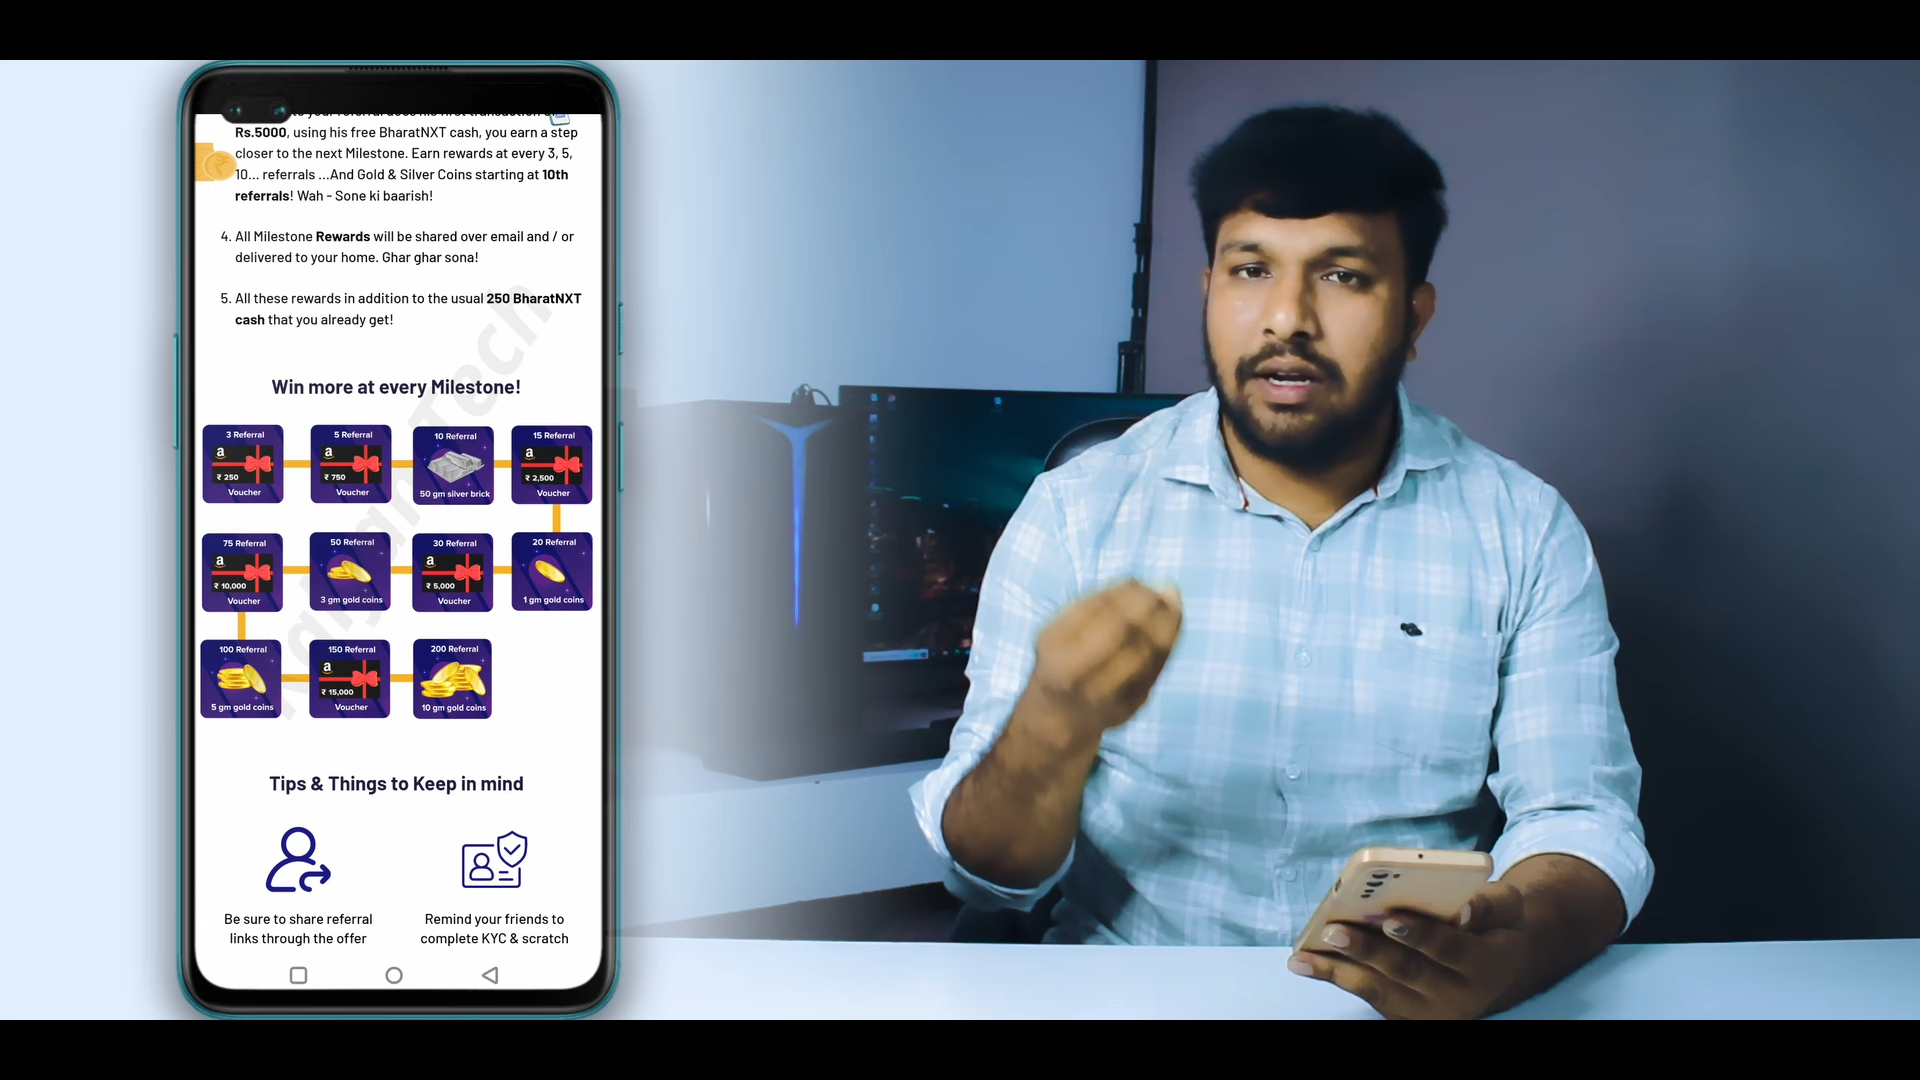 to your referral does his first transaction of
Rs.5000, using his free BharatNXT cash, you earn a step
closer to the next Milestone. Earn rewards at every 3, 5,
10... referrals ...And Gold & Silver Coins starting at 10th
referrals! Wah - Sone ki baarish!
4. All Milestone Rewards will be shared over email and / or
delivered to your home. Ghar ghar sona!
5. All these rewards in addition to the usual 250 BharatNXT
cash that you already get!
Win more at every Milestone!
3 Referral
a
₹ 250
Voucher
5 Referral
a
₹ 750
Voucher
10 Referral
50 gm silver brick
15 Referral
a
₹ 2,500
Voucher
75 Referral
a
₹ 10,000
Voucher
50 Referral
3 gm gold coins
30 Referral
a
₹ 5,000
Voucher
20 Referral
1 gm gold coins
100 Referral
5 gm gold coins
150 Referral
a
₹ 15,000
Voucher
200 Referral
10 gm gold coins
Tips & Things to Keep in mind
Be sure to share referral
links through the offer
Remind your friends to
complete KYC & scratch